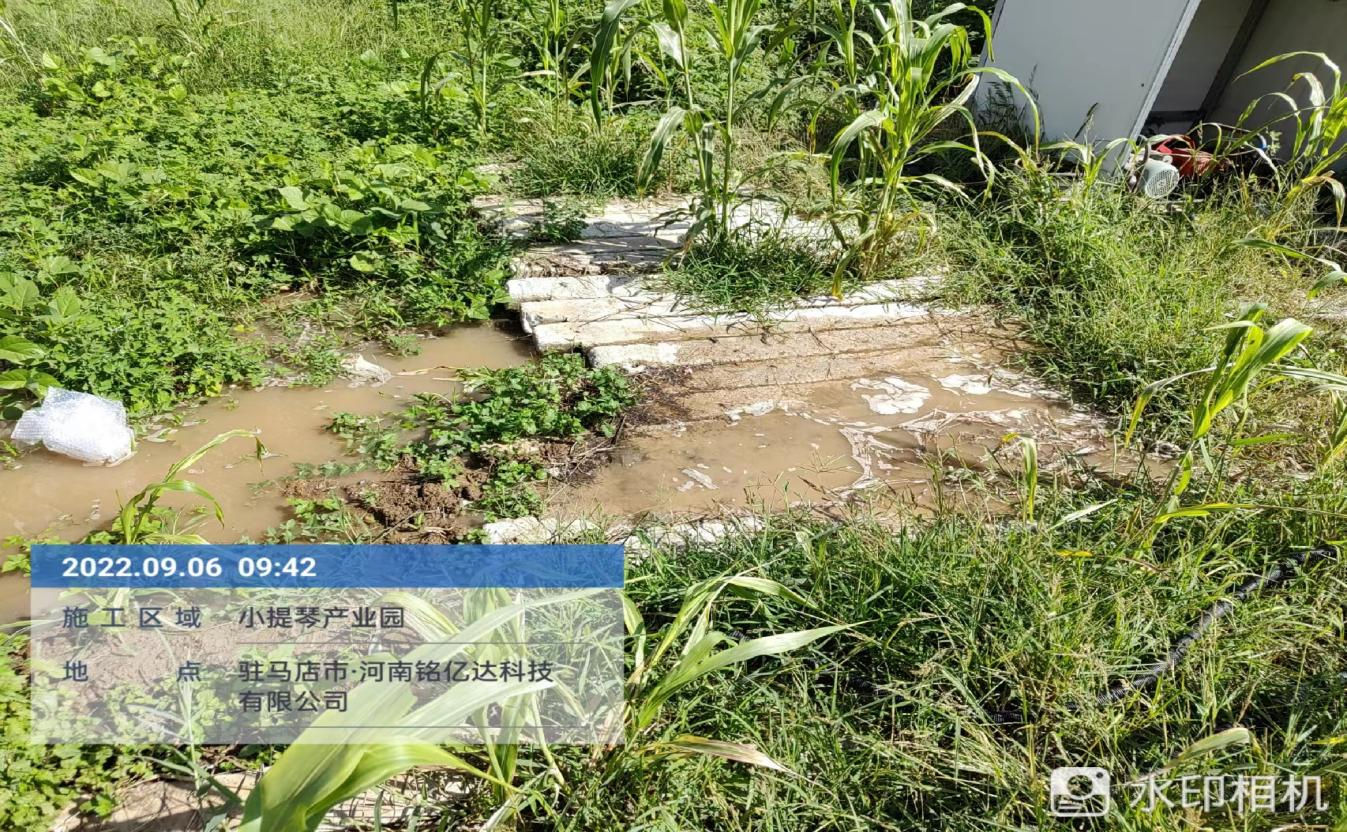 2022.09.06 09:42
施工区域 小提琴产业园
地点 驻马店市·河南铭亿达科技
有限公司
水印相机